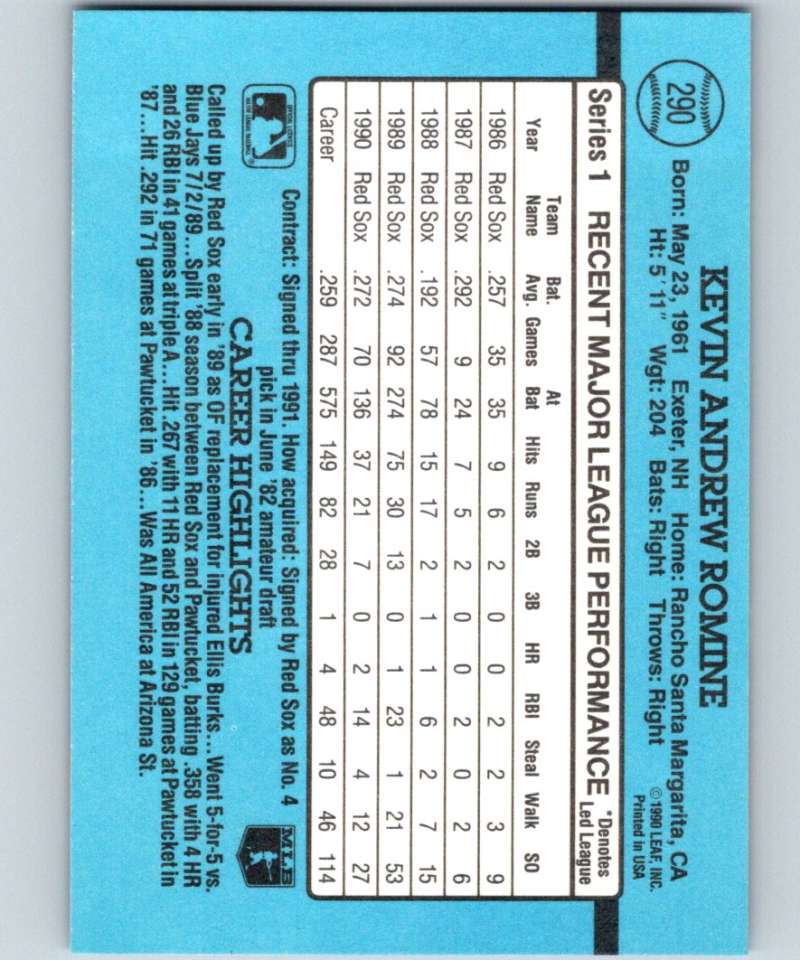 290
KEVIN ANDREW ROMINE
Born: May 23, 1961 Exeter, NH Home: Rancho Santa Margarita, CA
Ht: 5'11" Wgt: 204 Bats: Right Throws: Right
©1990 LEAF, INC.
Printed in USA
Series 1 RECENT MAJOR LEAGUE PERFORMANCE *Denotes
Led League
Team Bat. At
Year Name Avg. Games Bat Hits Runs 2B 3B HR RBI Steal Walk SO
1986 Red Sox .257 35 35 9 6 2 0 0 2 2 3 9
1987 Red Sox .292 9 24 7 5 2 0 0 2 0 2 6
1988 Red Sox .192 57 78 15 17 2 1 1 6 2 7 15
1989 Red Sox .274 92 274 75 30 13 0 1 23 1 21 53
1990 Red Sox .272 70 136 37 21 7 0 2 14 4 12 27
Career .259 287 575 149 82 28 1 4 48 10 46 114
Contract: Signed thru 1991. How acquired: Signed by Red Sox as No. 4
pick in June '82 amateur draft
MLB
CAREER HIGHLIGHTS
Called up by Red Sox early in '89 as OF replacement for injured Ellis Burks... Went 5-for-5 vs.
Blue Jays 7/2/89...Split '88 season between Red Sox and Pawtucket, batting .358 with 4 HR
and 26 RBI in 41 games at triple A...Hit .267 with 11 HR and 52 RBI in 129 games at Pawtucket in
'87...Hit .292 in 71 games at Pawtucket in '86...Was All America at Arizona St.